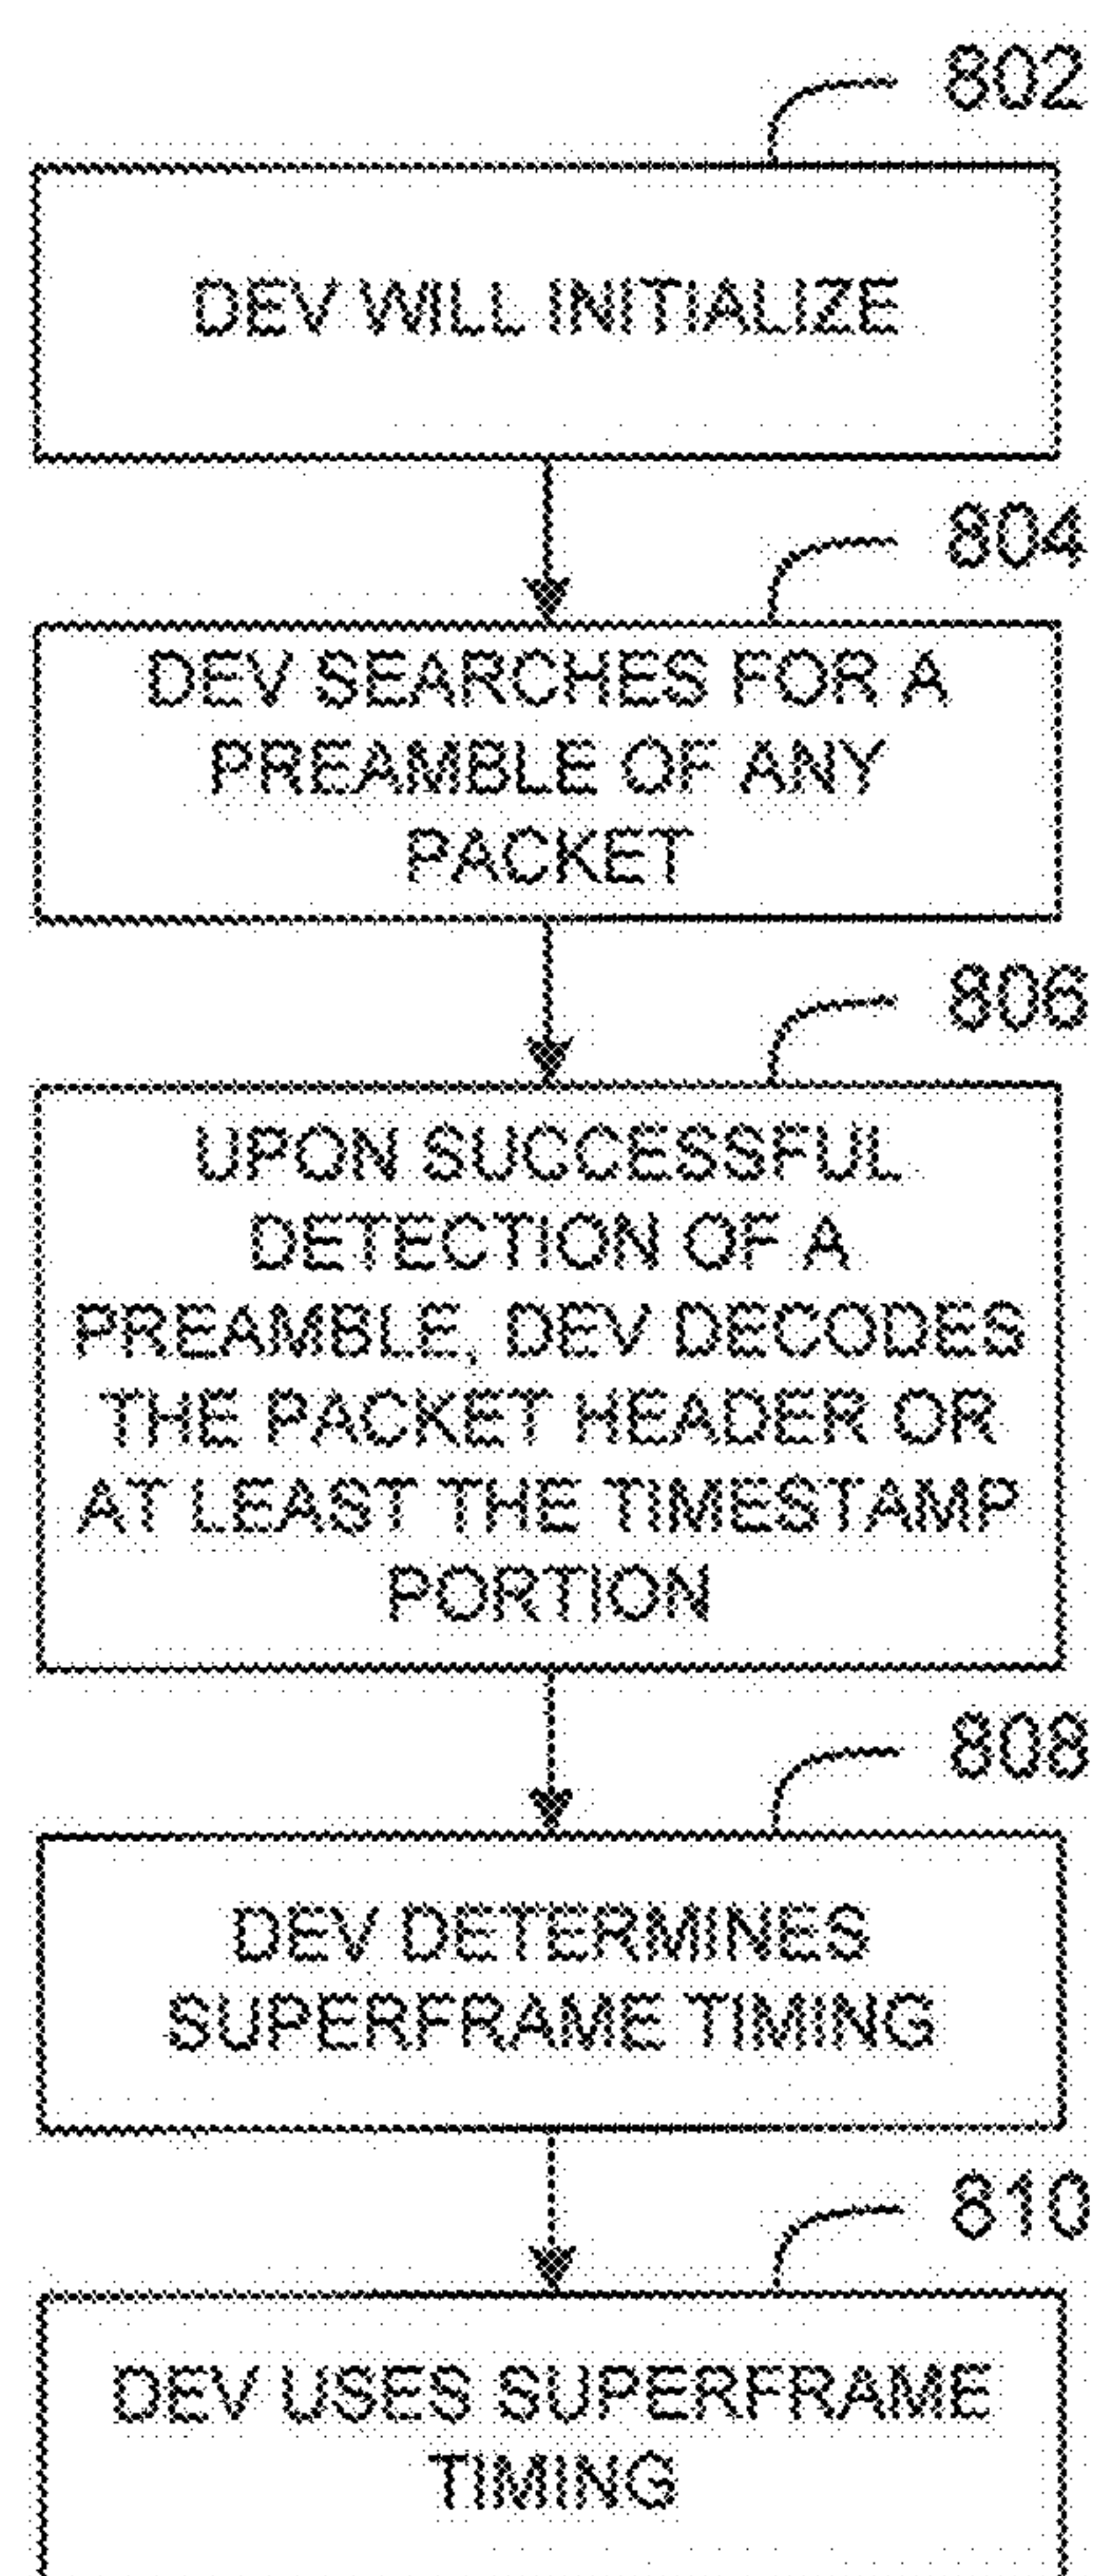 802
DEV WILL INITIALIZE
804
DEV SEARCHES FOR A
PREAMBLE OF ANY
PACKET
806
UPON SUCCESSFUL
DETECTION OF A
PREAMBLE, DEV DECODES
THE PACKET HEADER OR
AT LEAST THE TIMESTAMP
PORTION
808
DEV DETERMINES
SUPERFRAME TIMING
810
DEV USES SUPERFRAME
TIMING